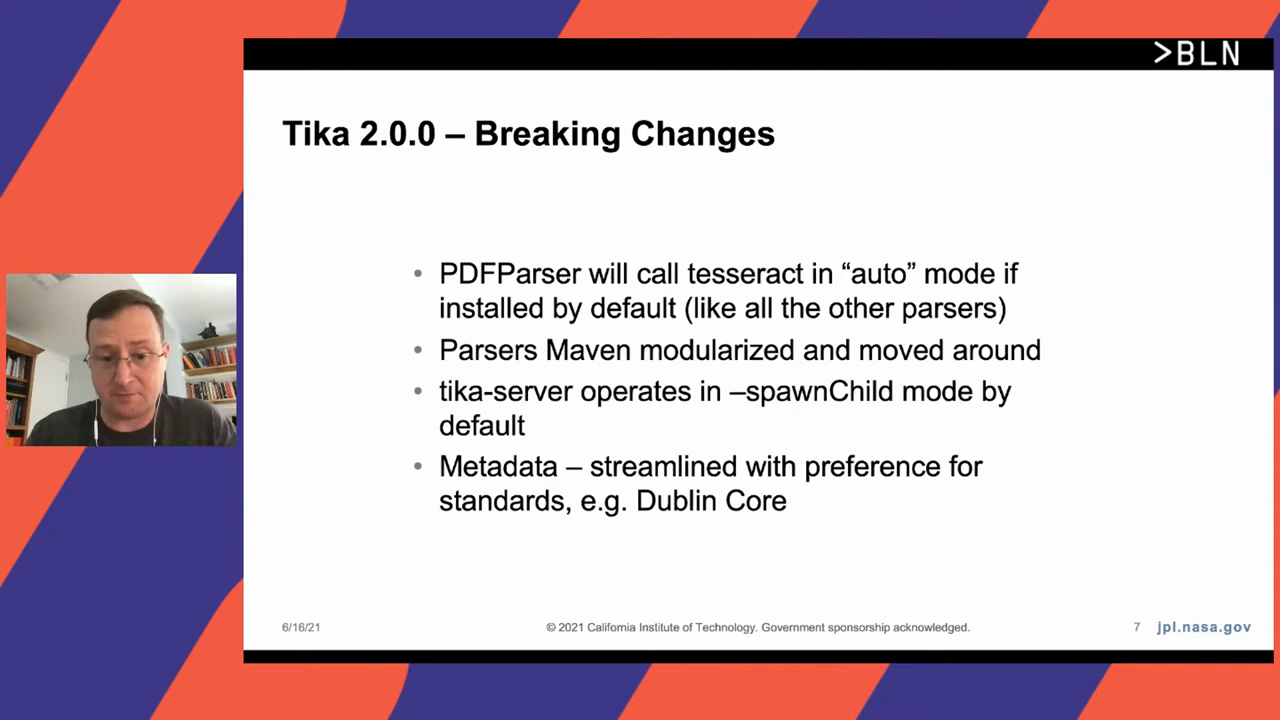 >BLN
Tika 2.0.0 – Breaking Changes
• PDFParser will call tesseract in “auto” mode if
installed by default (like all the other parsers)
• Parsers Maven modularized and moved around
• tika-server operates in –spawnChild mode by
default
• Metadata – streamlined with preference for
standards, e.g. Dublin Core
6/16/21
© 2021 California Institute of Technology. Government sponsorship acknowledged.
7
jpl.nasa.gov